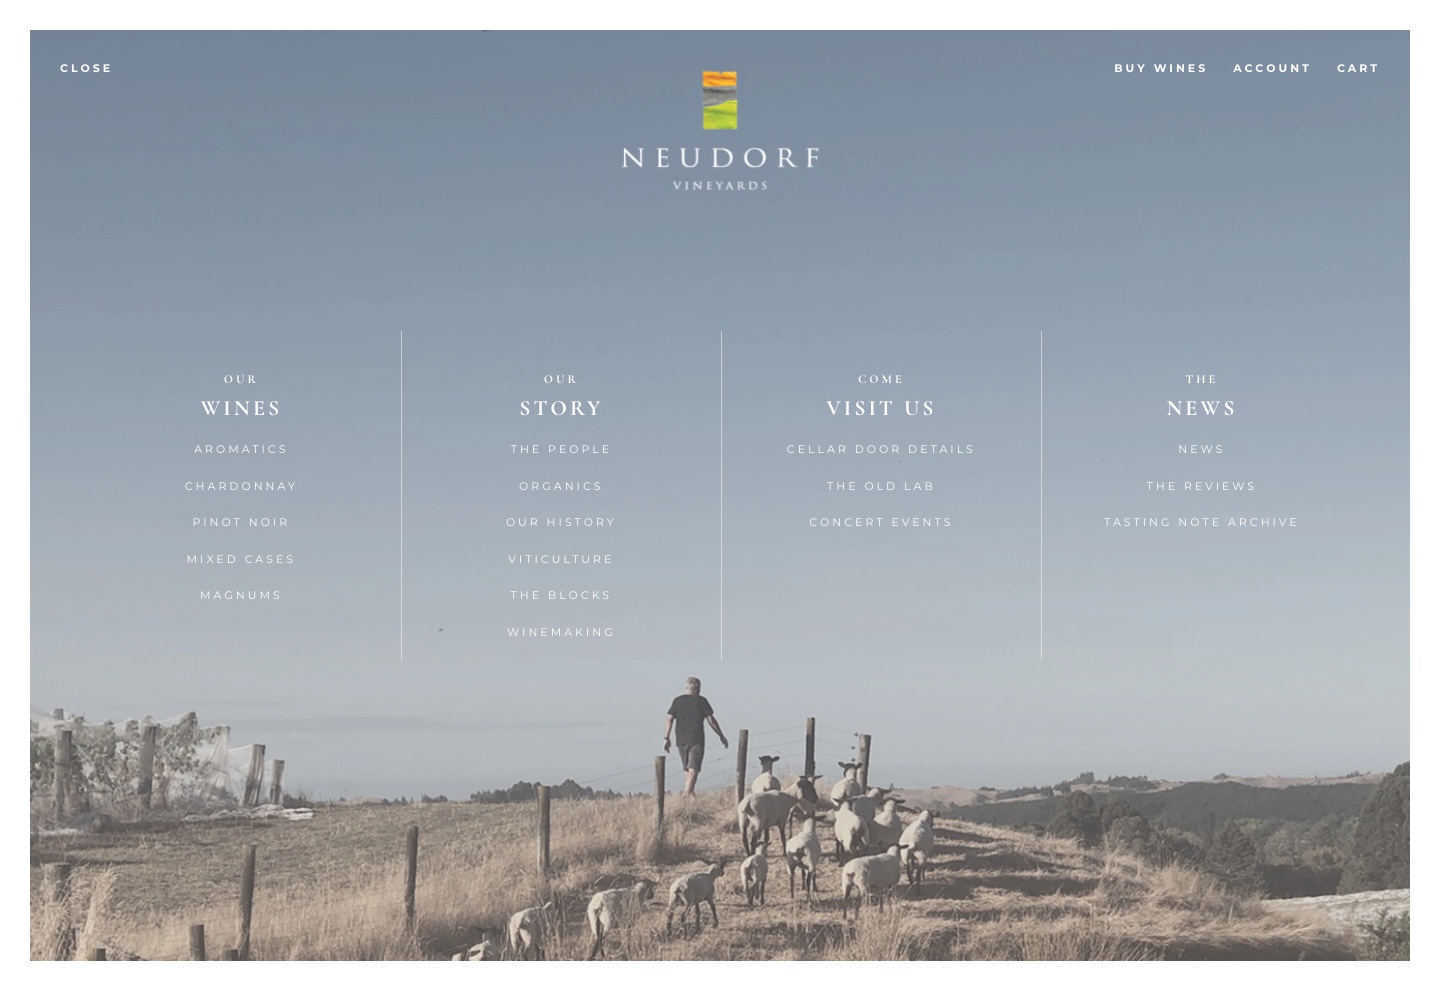 CLOSE
BUY WINES
ACCOUNT
CART
NEUDORF
VINEYARDS
OUR
WINES
AROMATICS
CHARDONNAY
PINOT NOIR
MIXED CASES
MAGNUMS
OUR
STORY
THE PEOPLE
ORGANICS
OUR HISTORY
VITICULTURE
THE BLOCKS
WINEMAKING
COME
VISIT US
CELLAR DOOR DETAILS
THE OLD LAB
CONCERT EVENTS
THE
NEWS
NEWS
THE REVIEWS
TASTING NOTE ARCHIVE